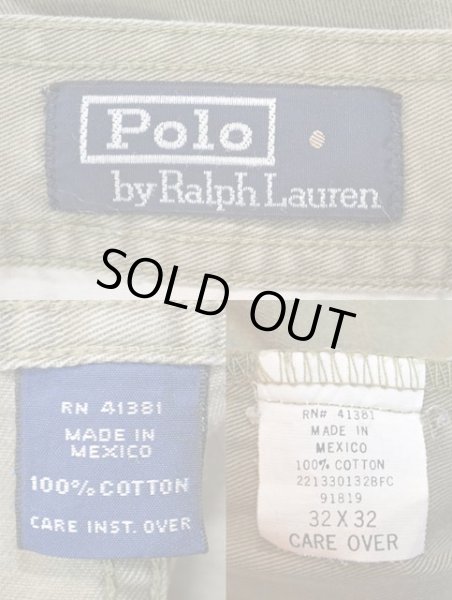 Polo
by Ralph Lauren
SOLD OUT
RN 41381
MADE IN
MEXICO
100% COTTON
CARE INST. OVER
RN# 41381
MADE IN
MEXICO
100% COTTON
221330132BFC
91819
32 X 32
CARE OVER